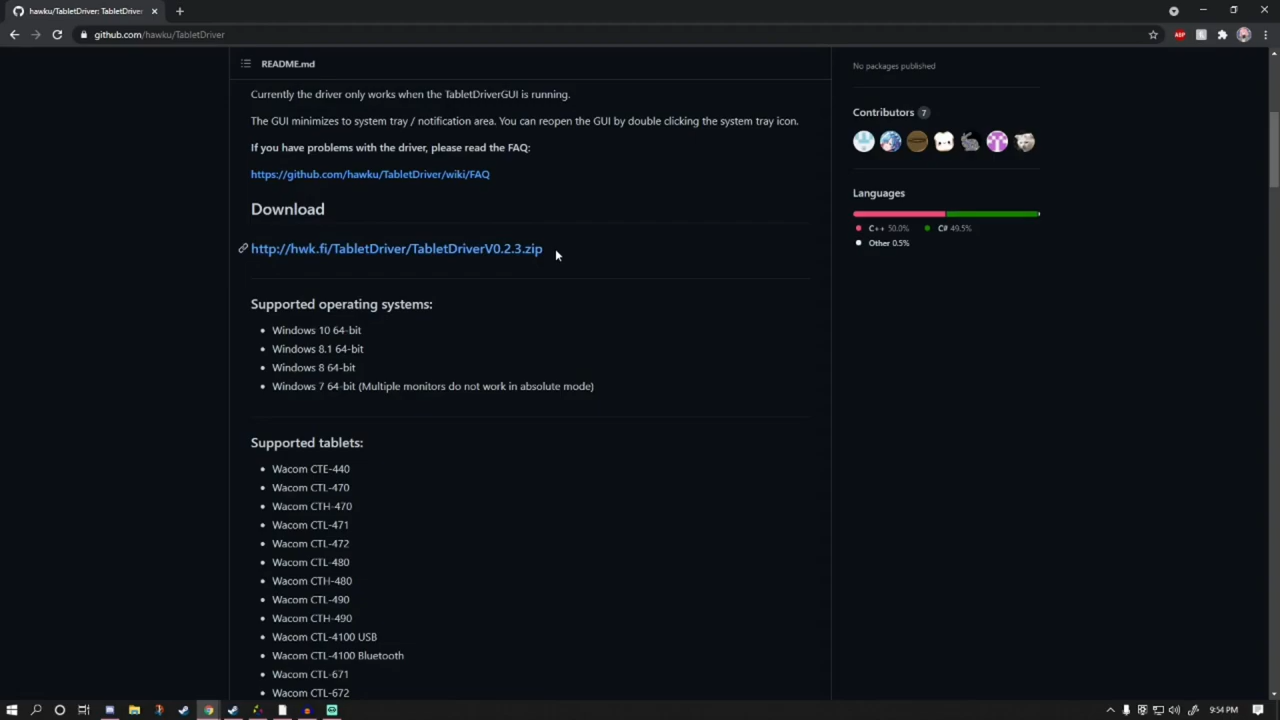 hawku/TabletDriver: TabletDriver
github.com/hawku/TabletDriver
ABP
README.md
Currently the driver only works when the TabletDriverGUI is running.
The GUI minimizes to system tray / notification area. You can reopen the GUI by double clicking the system tray icon.
If you have problems with the driver, please read the FAQ:
https://github.com/hawku/TabletDriver/wiki/FAQ
Download
http://hwk.fi/TabletDriver/TabletDriverV0.2.3.zip
Supported operating systems:
Windows 10 64-bit
Windows 8.1 64-bit
Windows 8 64-bit
Windows 7 64-bit (Multiple monitors do not work in absolute mode)
Supported tablets:
Wacom CTE-440
Wacom CTL-470
Wacom CTH-470
Wacom CTL-471
Wacom CTL-472
Wacom CTL-480
Wacom CTH-480
Wacom CTL-490
Wacom CTH-490
Wacom CTL-4100 USB
Wacom CTL-4100 Bluetooth
Wacom CTL-671
Wacom CTL-672
No packages published
Contributors 7
Languages
C++ 50.0% C# 49.5%
Other 0.5%
9:54 PM